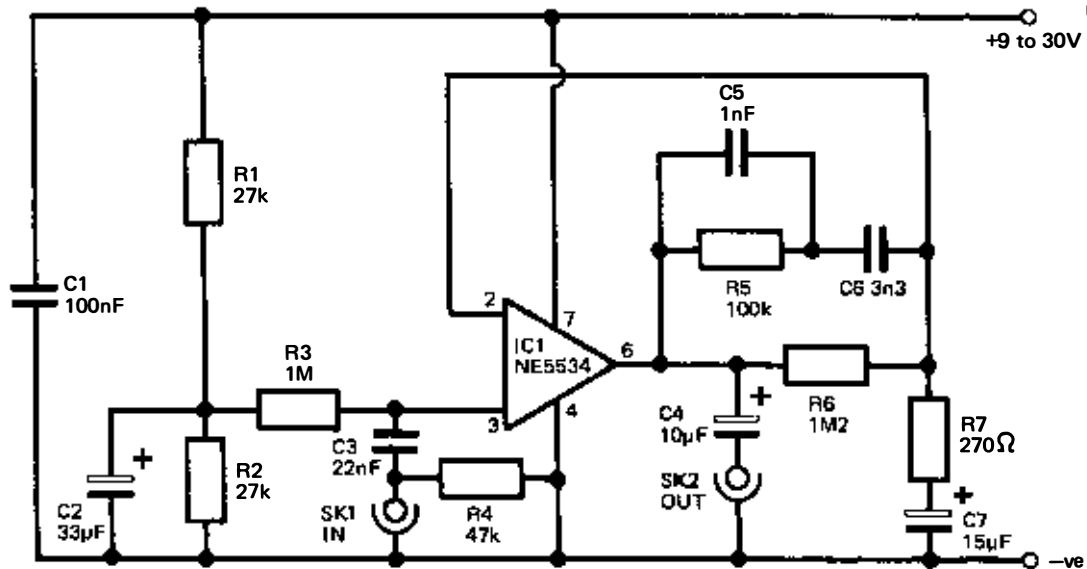 +9 to 30V
C5
1nF
R1
27k
C1
100nF
R5
100k
C6 3n3
2
7
IC1
NE5534
6
R3
1M
3
4
C4
10µF
+
R6
1M2
R7
270Ω
C3
22nF
+
R2
27k
SK1
IN
R4
47k
SK2
OUT
+
C7
15µF
C2
33µF
–ve